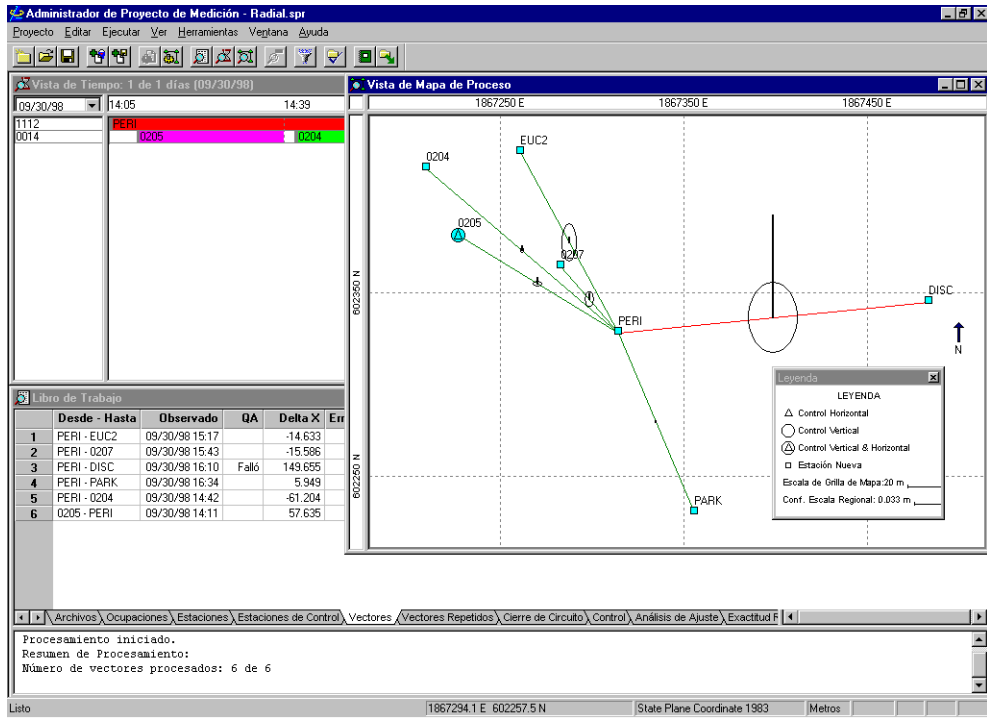 Administrador de Proyecto de Medición - Radial.spr
Proyecto Editar Ejecutar Ver Herramientas Ventana Ayuda
Vista de Tiempo: 1 de 1 días (09/30/98)
09/30/98 14:05 14:39
1112 PERI
0014 0205 0204
Vista de Mapa de Proceso
1867250 E 1867350 E 1867450 E
602350 N
602250 N
EUC2
0204
0205
0207
DISC
PERI
N
PARK
Leyenda
LEYENDA
Control Horizontal
Control Vertical
Control Vertical & Horizontal
Estación Nueva
Escala de Grilla de Mapa:20 m
Conf. Escala Regional: 0.033 m
Libro de Trabajo
Desde - Hasta Observado QA Delta X
1 PERI - EUC2 09/30/98 15:17 -14.633
2 PERI - 0207 09/30/98 15:43 -15.586
3 PERI - DISC 09/30/98 16:10 Falló 149.655
4 PERI - PARK 09/30/98 16:34 5.949
5 PERI - 0204 09/30/98 14:42 -61.204
6 0205 - PERI 09/30/98 14:11 57.635
Archivos Ocupaciones Estaciones Estaciones de Control Vectores Vectores Repetidos Cierre de Circuito Control Análisis de Ajuste Exactitud
Procesamiento iniciado.
Resumen de Procesamiento:
Número de vectores procesados: 6 de 6
Listo 1867294.1 E 602257.5 N State Plane Coordinate 1983 Metros